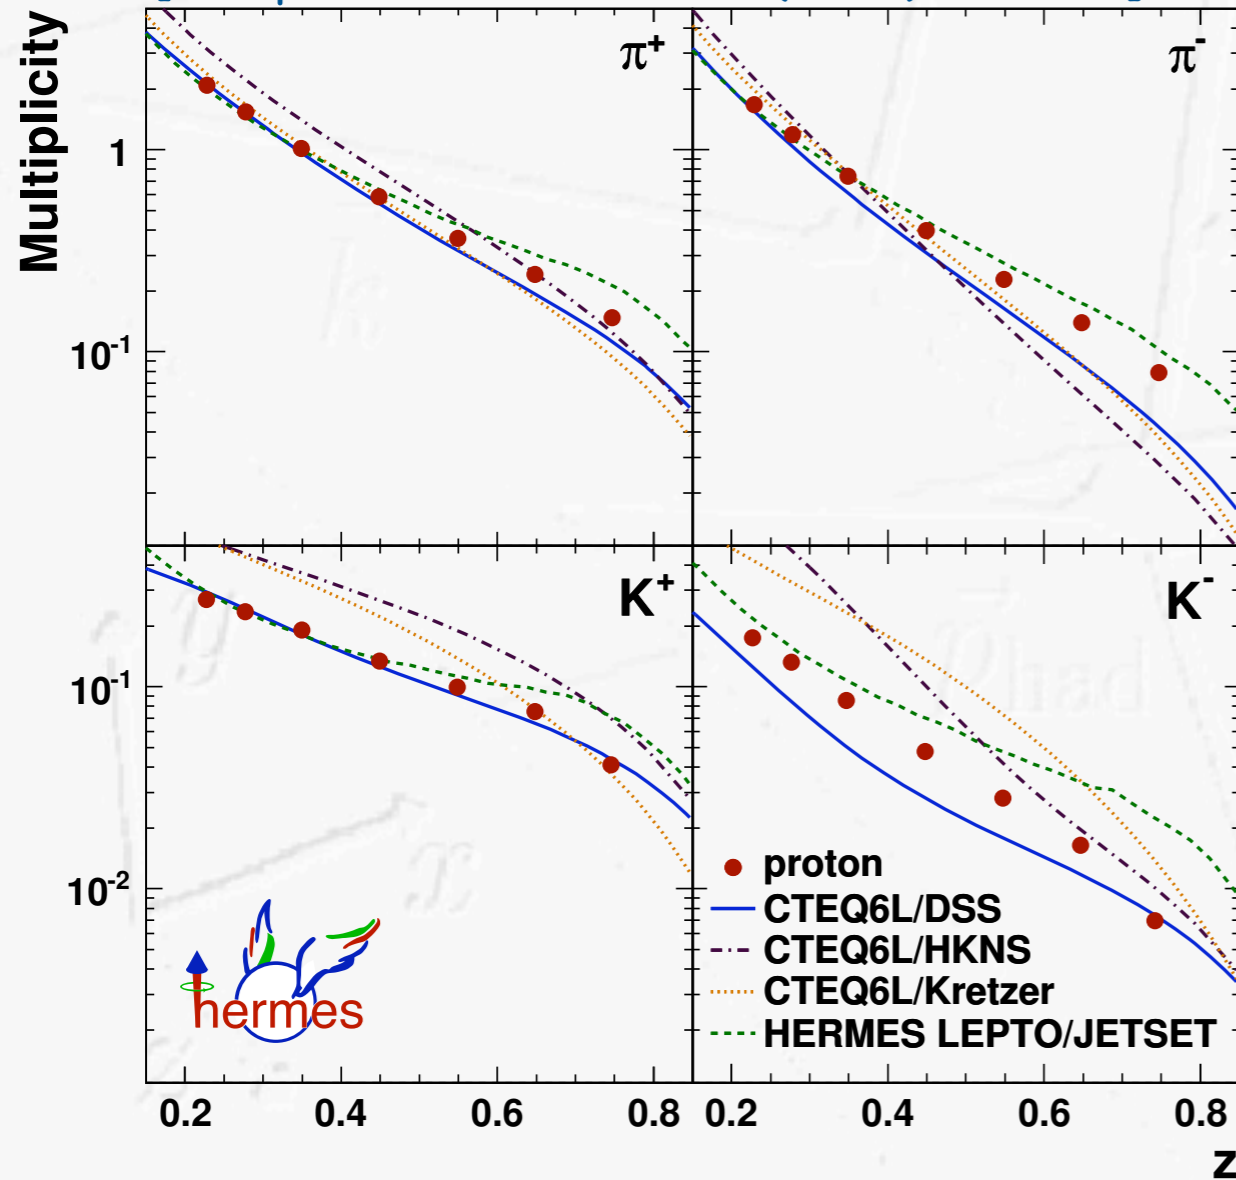 Multiplicity
π+
π-
1
10-1
K+
K-
10-1
10-2
proton
CTEQ6L/DSS
CTEQ6L/HKNS
CTEQ6L/Kretzer
HERMES LEPTO/JETSET
hermes
0.2 0.4 0.6 0.8 0.2 0.4 0.6 0.8
z